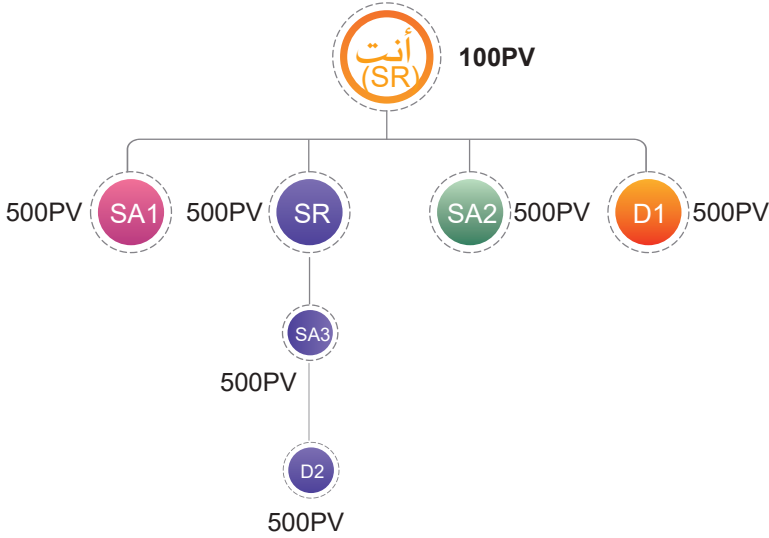 أنت
(SR)
100PV
500PV SA1 500PV SR SA2 500PV D1 500PV
SA3
500PV
D2
500PV